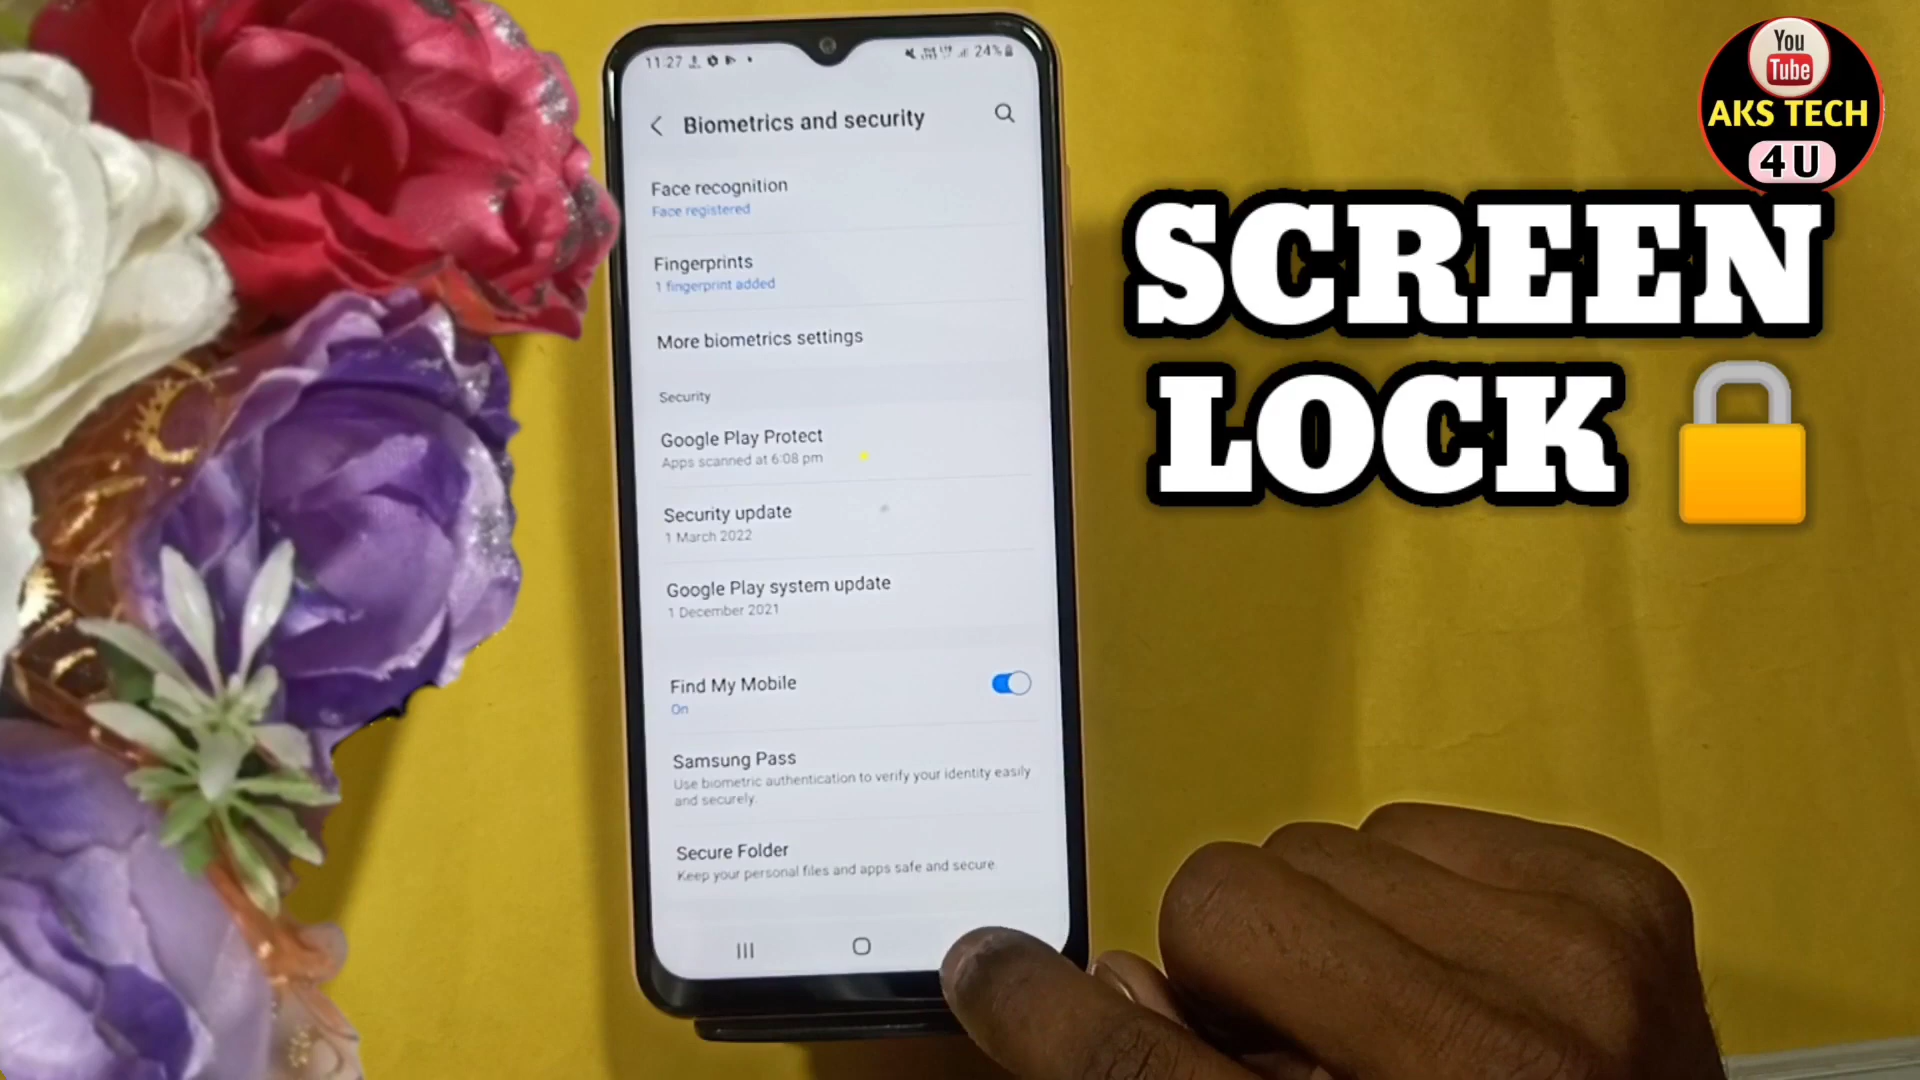 11:27
24%
Biometrics and security
Face recognition
Face registered
Fingerprints
1 fingerprint added
More biometrics settings
Security
Google Play Protect
Apps scanned at 6:08 pm
Security update
1 March 2022
Google Play system update
1 December 2021
Find My Mobile
On
Samsung Pass
Use biometric authentication to verify your identity easily
and securely.
Secure Folder
Keep your personal files and apps safe and secure.
You
Tube
AKS TECH
4U
SCREEN
LOCK